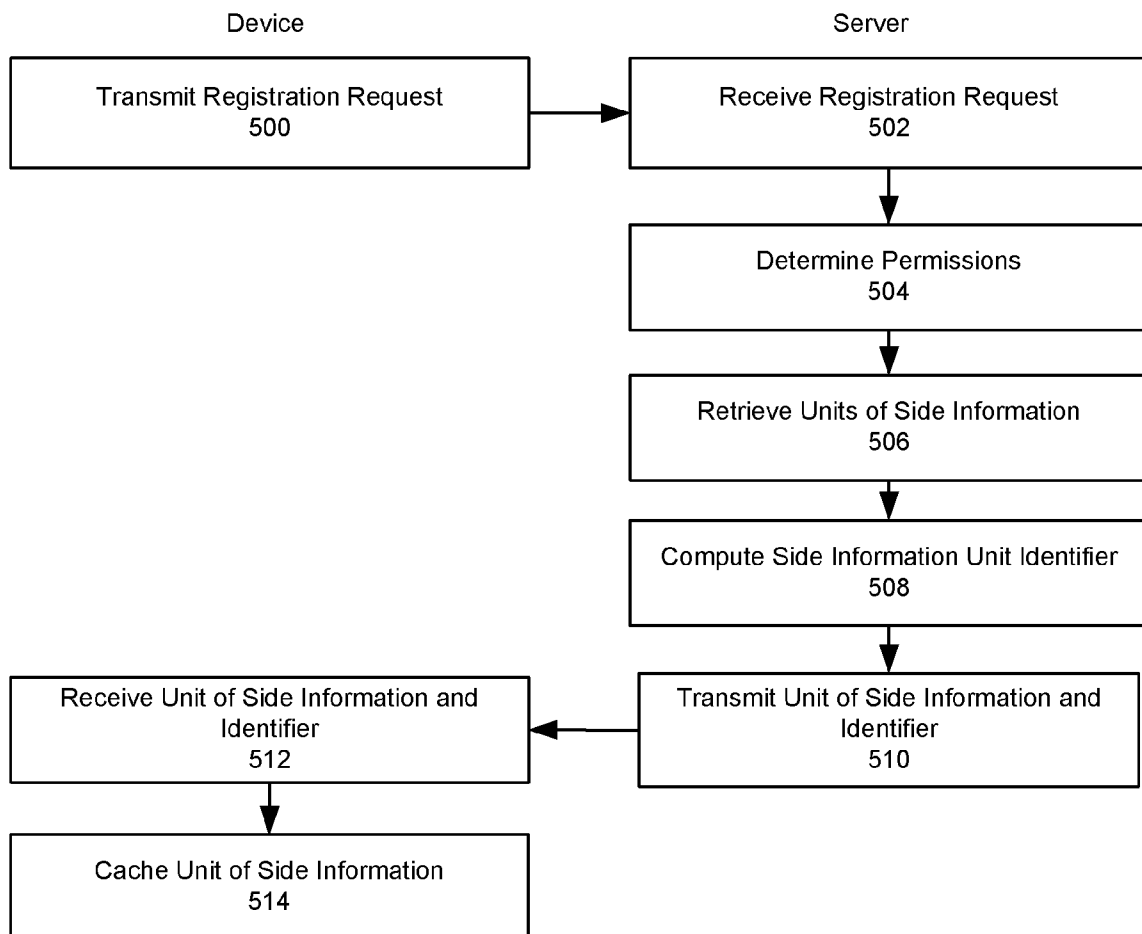 Device
Server
Transmit Registration Request
500
Receive Registration Request
502
Determine Permissions
504
Retrieve Units of Side Information
506
Compute Side Information Unit Identifier
508
Transmit Unit of Side Information and
Identifier
510
Receive Unit of Side Information and
Identifier
512
Cache Unit of Side Information
514